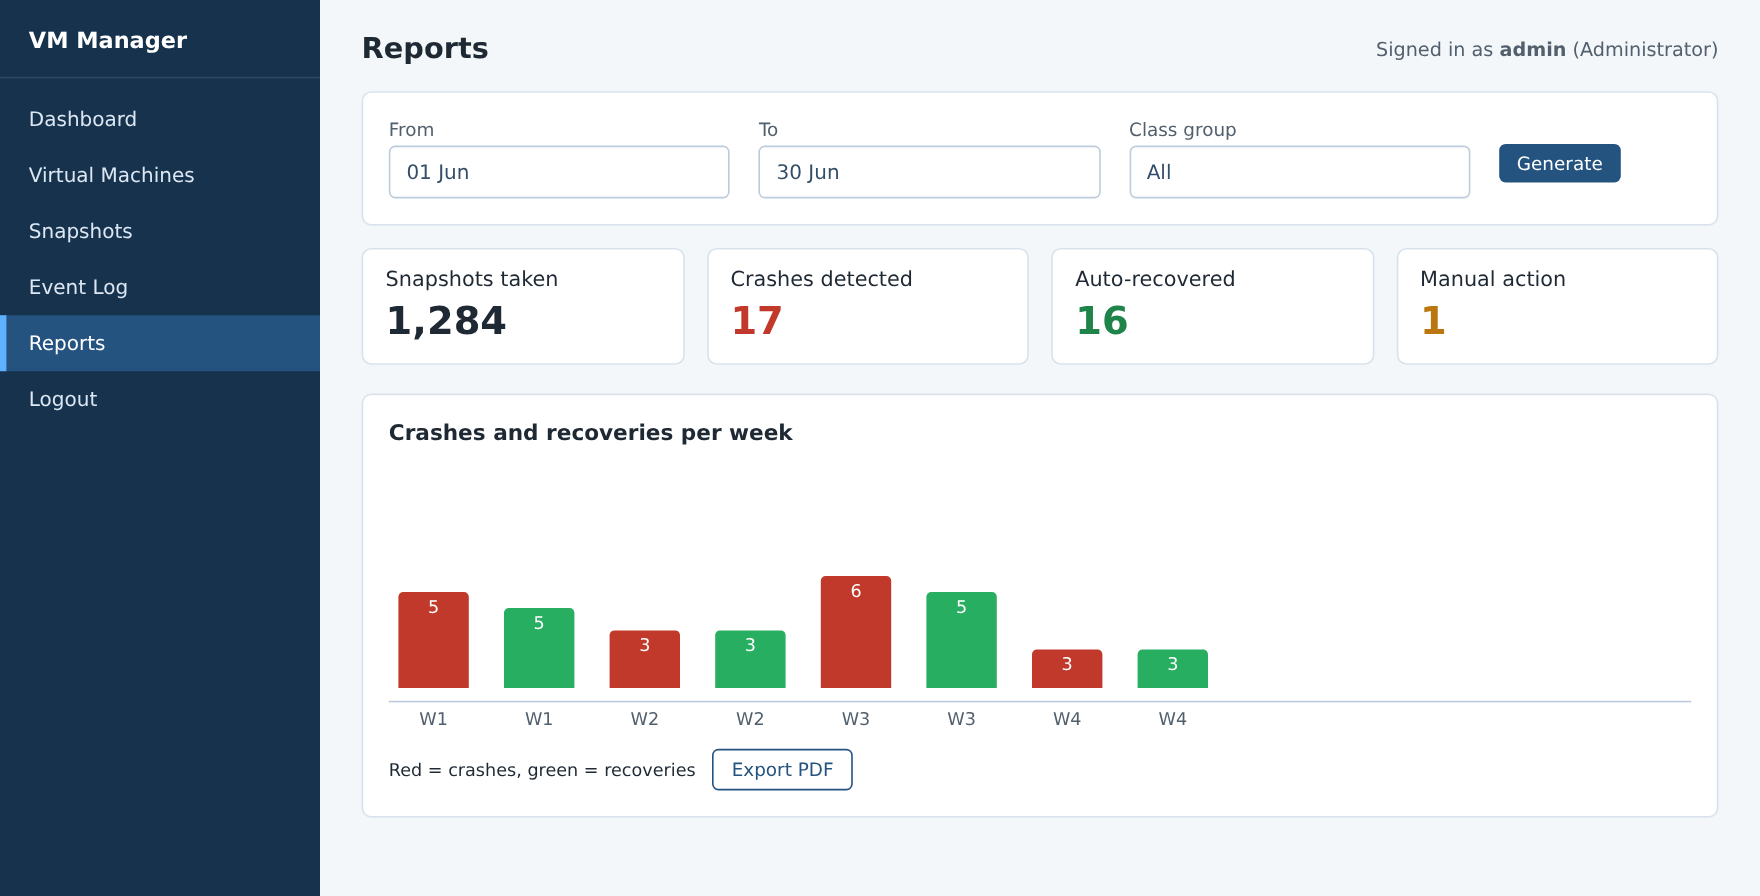 VM Manager
Dashboard
Virtual Machines
Snapshots
Event Log
Reports
Logout
Reports
Signed in as admin (Administrator)
From
To
Class group
01 Jun
30 Jun
All
Generate
Snapshots taken
1,284
Crashes detected
17
Auto-recovered
16
Manual action
1
Crashes and recoveries per week
5
5
3
3
6
5
3
3
W1
W1
W2
W2
W3
W3
W4
W4
Red = crashes, green = recoveries
Export PDF